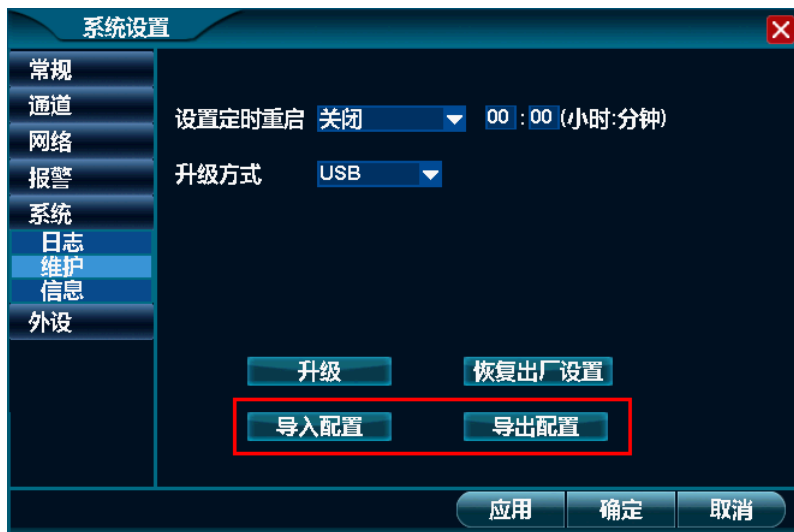 系统设置
常规
通道
网络
报警
系统
日志
维护
信息
外设
设置定时重启 关闭 00 : 00 (小时:分钟)
升级方式 USB
升级 恢复出厂设置
导入配置 导出配置
应用 确定 取消